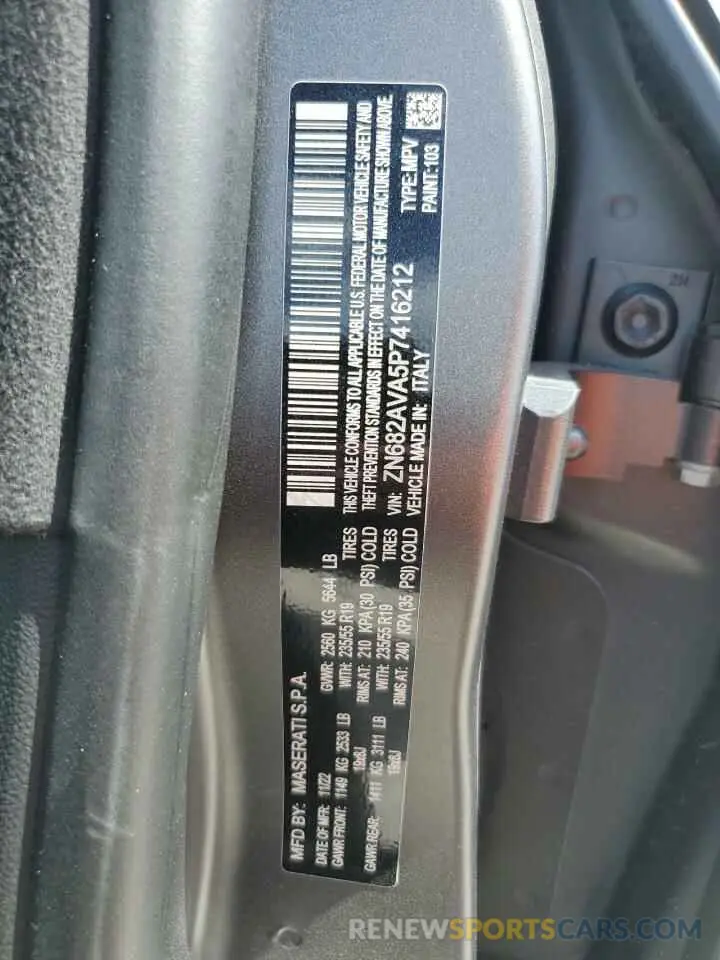 MFD BY: MASERATI S.P.A.
DATE OF MFR: 11/22 GVWR: 2560 KG 5644 LB
GAWR FRONT: 1149 KG 2533 LB WITH: 235/55 R19 TIRES
19x8J RIMS AT: 210 KPA(30 PSI) COLD
GAWR REAR: 1411 KG 3111 LB WITH: 235/55 R19 TIRES
19x8J RIMS AT: 240 KPA(35 PSI) COLD
THIS VEHICLE CONFORMS TO ALL APPLICABLE U.S. FEDERAL MOTOR VEHICLE SAFETY AND
THEFT PREVENTION STANDARDS IN EFFECT ON THE DATE OF MANUFACTURE SHOWN ABOVE.
VIN: ZN682AVA5P7416212 TYPE:MPV
VEHICLE MADE IN: ITALY PAINT:103
RENEWSPORTSCARS.COM